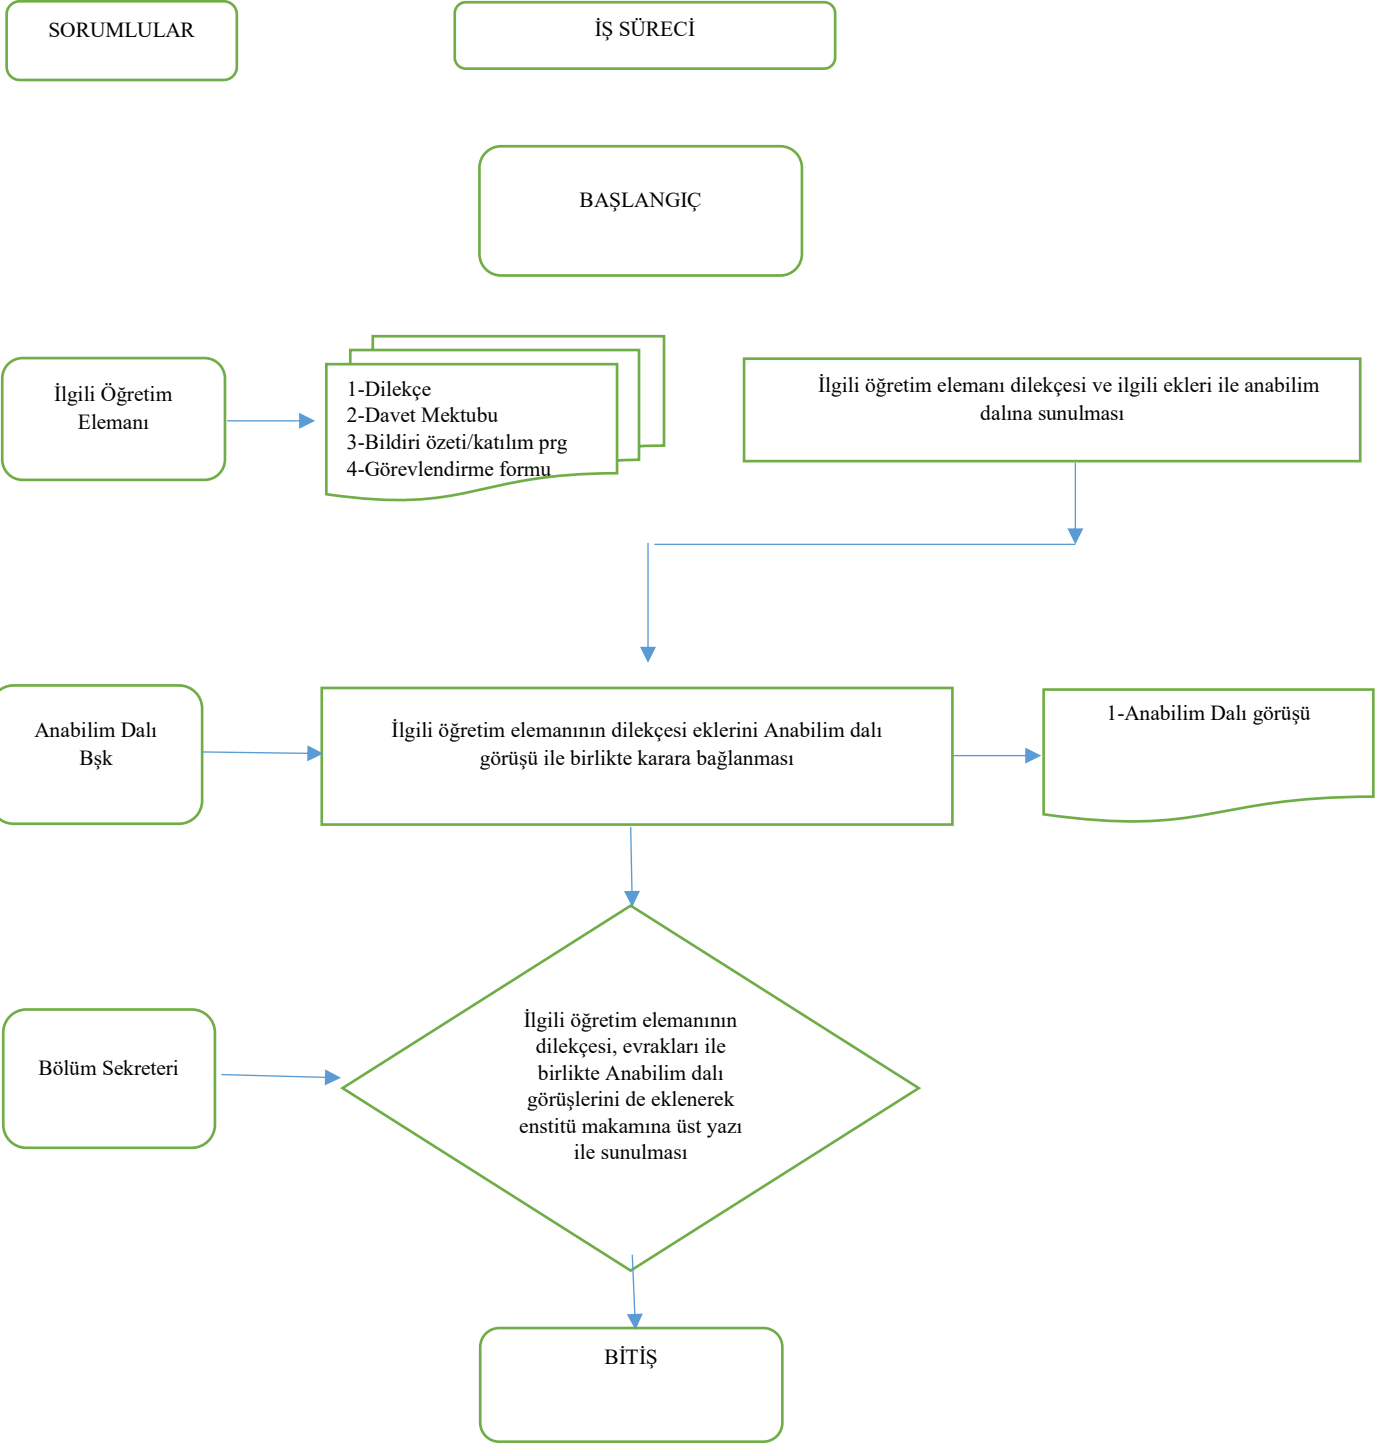 SORUMLULAR
İŞ SÜRECİ
BAŞLANGIÇ
İlgili Öğretim
Elemanı
1-Dilekçe
2-Davet Mektubu
3-Bildiri özeti/katılım prg
4-Görevlendirme formu
İlgili öğretim elemanı dilekçesi ve ilgili ekleri ile anabilim
dalına sunulması
Anabilim Dalı
Bşk
İlgili öğretim elemanının dilekçesi eklerini Anabilim dalı
görüşü ile birlikte karara bağlanması
1-Anabilim Dalı görüşü
Bölüm Sekreteri
İlgili öğretim elemanının
dilekçesi, evrakları ile
birlikte Anabilim dalı
görüşlerini de eklenerek
enstitü makamına üst yazı
ile sunulması
BİTİŞ